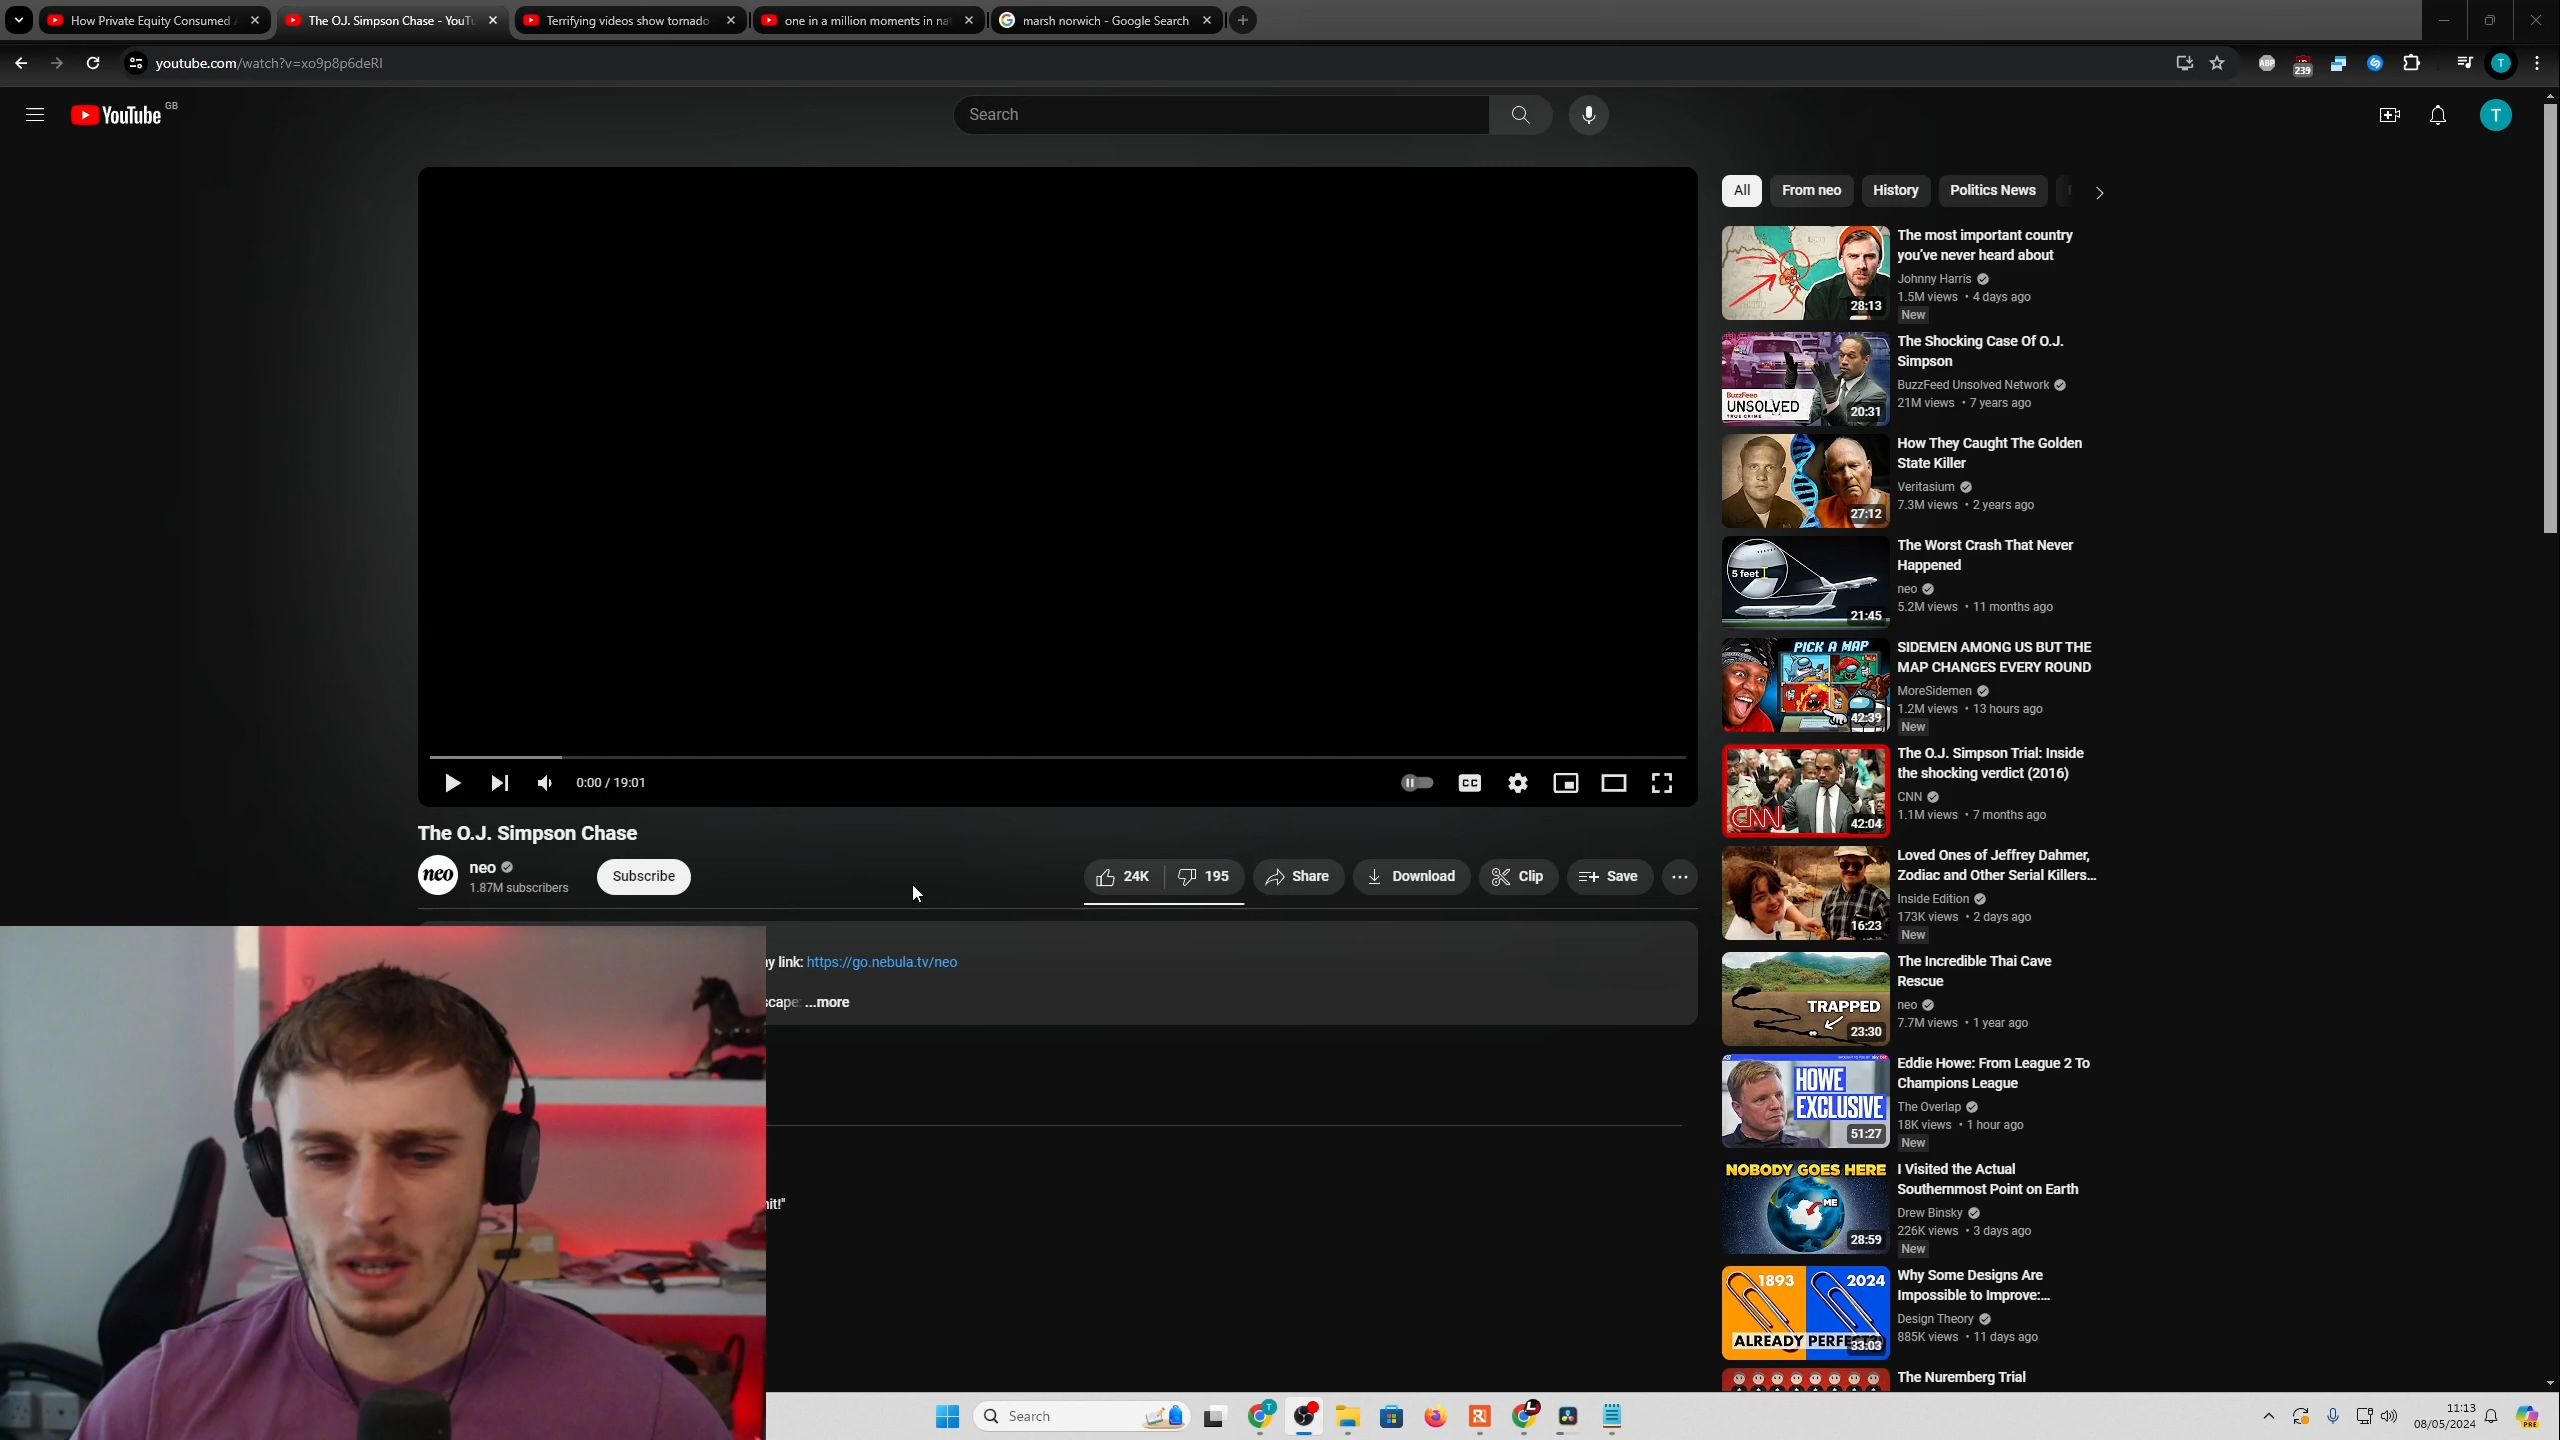 How Private Equity Consumed
The O.J. Simpson Chase - YouTu
Terrifying videos show tornado
one in a million moments in na
marsh norwich - Google Search
youtube.com/watch?v=xo9p8p6deRI
ABP
239
T
YouTube GB
Search
T
All
From neo
History
Politics News
The most important country
you've never heard about
Johnny Harris
1.5M views • 4 days ago
New
28:13
The Shocking Case Of O.J.
Simpson
BuzzFeed Unsolved Network
21M views • 7 years ago
BuzzFeed
UNSOLVED
TRUE CRIME
20:31
How They Caught The Golden
State Killer
Veritasium
7.3M views • 2 years ago
27:12
The Worst Crash That Never
Happened
neo
5.2M views • 11 months ago
5 feet
21:45
SIDEMEN AMONG US BUT THE
MAP CHANGES EVERY ROUND
MoreSidemen
1.2M views • 13 hours ago
New
PICK A MAP
42:39
0:00 / 19:01
CC
The O.J. Simpson Trial: Inside
the shocking verdict (2016)
CNN
1.1M views • 7 months ago
CNN
42:04
The O.J. Simpson Chase
neo
neo
1.87M subscribers
Subscribe
24K
195
Share
Download
Clip
Save
Loved Ones of Jeffrey Dahmer,
Zodiac and Other Serial Killers...
Inside Edition
173K views • 2 days ago
New
16:23
y link: https://go.nebula.tv/neo
scape: ...more
The Incredible Thai Cave
Rescue
neo
7.7M views • 1 year ago
TRAPPED
23:30
Eddie Howe: From League 2 To
Champions League
The Overlap
18K views • 1 hour ago
New
HOWE
EXCLUSIVE
51:27
nit!"
I Visited the Actual
Southernmost Point on Earth
Drew Binsky
226K views • 3 days ago
New
NOBODY GOES HERE
ME
28:59
Why Some Designs Are
Impossible to Improve:...
Design Theory
885K views • 11 days ago
1893
2024
ALREADY PERFECT
33:03
The Nuremberg Trial
Search
T
L
PRE
11:13
08/05/2024